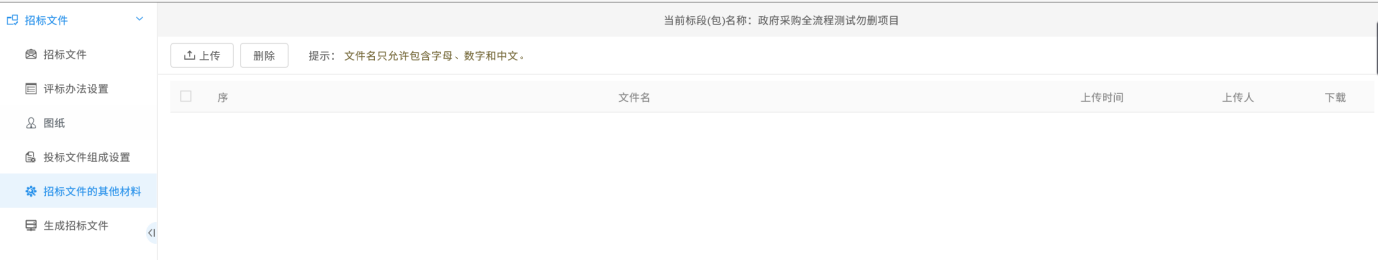 招标文件
当前标段(包)名称：政府采购全流程测试勿删项目
招标文件
上传 删除 提示： 文件名只允许包含字母、数字和中文。
评标办法设置
序 文件名 上传时间 上传人 下载
图纸
投标文件组成设置
招标文件的其他材料
生成招标文件